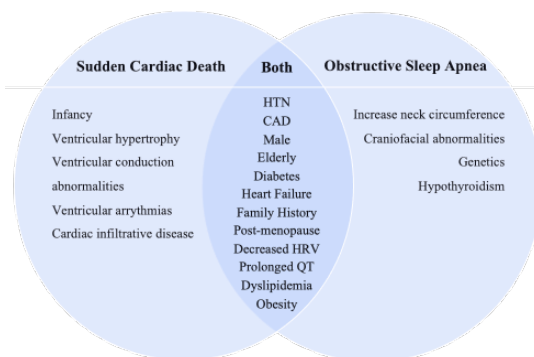 Sudden Cardiac Death
Both
Obstructive Sleep Apnea
Infancy
Ventricular hypertrophy
Ventricular conduction
abnormalities
Ventricular arrythmias
Cardiac infiltrative disease
HTN
CAD
Male
Elderly
Diabetes
Heart Failure
Family History
Post-menopause
Decreased HRV
Prolonged QT
Dyslipidemia
Obesity
Increase neck circumference
Craniofacial abnormalities
Genetics
Hypothyroidism